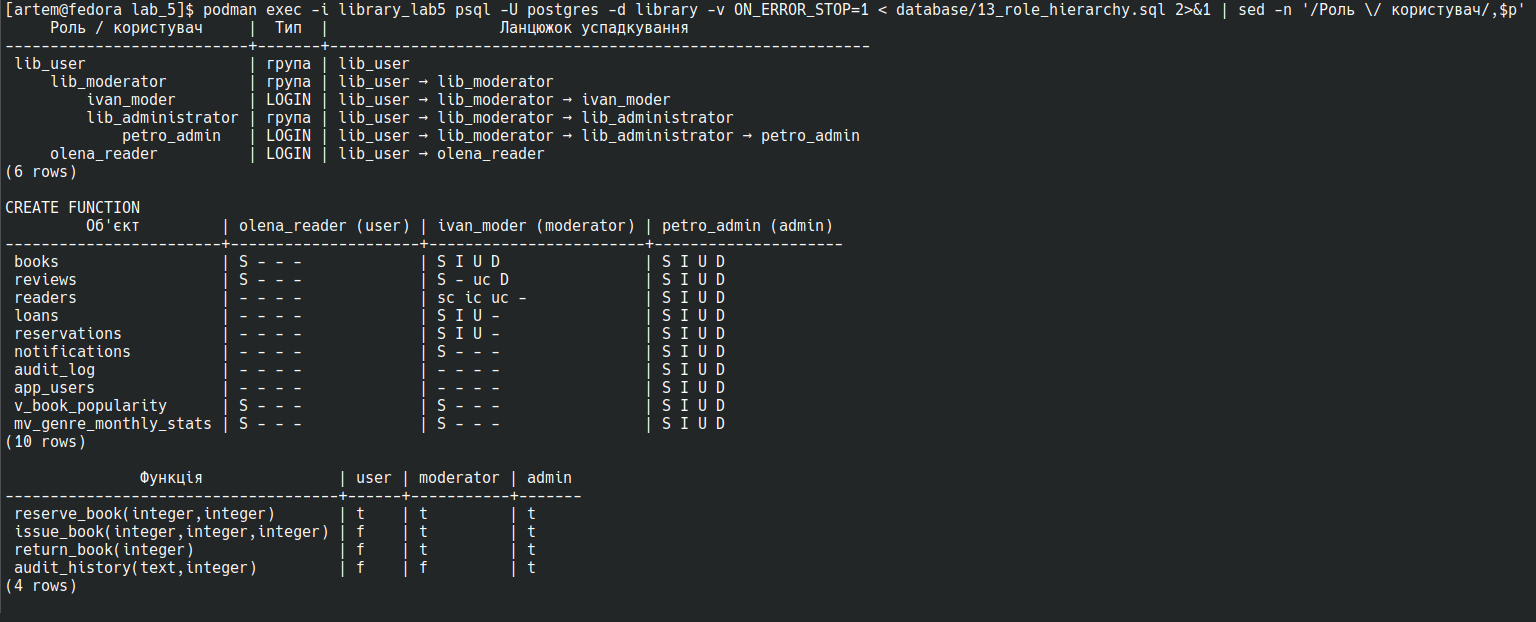 [artem@fedora lab_5]$ podman exec -i library_lab5 psql -U postgres -d library -v ON_ERROR_STOP=1 < database/13_role_hierarchy.sql 2>&1 | sed -n '/Роль \/ користувач/,$p'
     Роль / користувач     |  Тип  |                   Ланцюжок успадкування
---------------------------+-------+------------------------------------------------------------
 lib_user                  | група | lib_user
     lib_moderator         | група | lib_user → lib_moderator
         ivan_moder        | LOGIN | lib_user → lib_moderator → ivan_moder
         lib_administrator | група | lib_user → lib_moderator → lib_administrator
             petro_admin   | LOGIN | lib_user → lib_moderator → lib_administrator → petro_admin
     olena_reader          | LOGIN | lib_user → olena_reader
(6 rows)

CREATE FUNCTION
         Об'єкт         | olena_reader (user) | ivan_moder (moderator) | petro_admin (admin)
------------------------+---------------------+------------------------+---------------------
 books                  | S - - -             | S I U D                | S I U D
 reviews                | S - - -             | S - uc D               | S I U D
 readers                | - - - -             | sc ic uc -             | S I U D
 loans                  | - - - -             | S I U -                | S I U D
 reservations           | - - - -             | S I U -                | S I U D
 notifications          | - - - -             | S - - -                | S I U D
 audit_log              | - - - -             | - - - -                | S I U D
 app_users              | - - - -             | - - - -                | S I U D
 v_book_popularity      | S - - -             | S - - -                | S I U D
 mv_genre_monthly_stats | S - - -             | S - - -                | S I U D
(10 rows)

               Функція               | user | moderator | admin
-------------------------------------+------+-----------+-------
 reserve_book(integer,integer)       | t    | t         | t
 issue_book(integer,integer,integer) | f    | t         | t
 return_book(integer)                | f    | t         | t
 audit_history(text,integer)         | f    | f         | t
(4 rows)